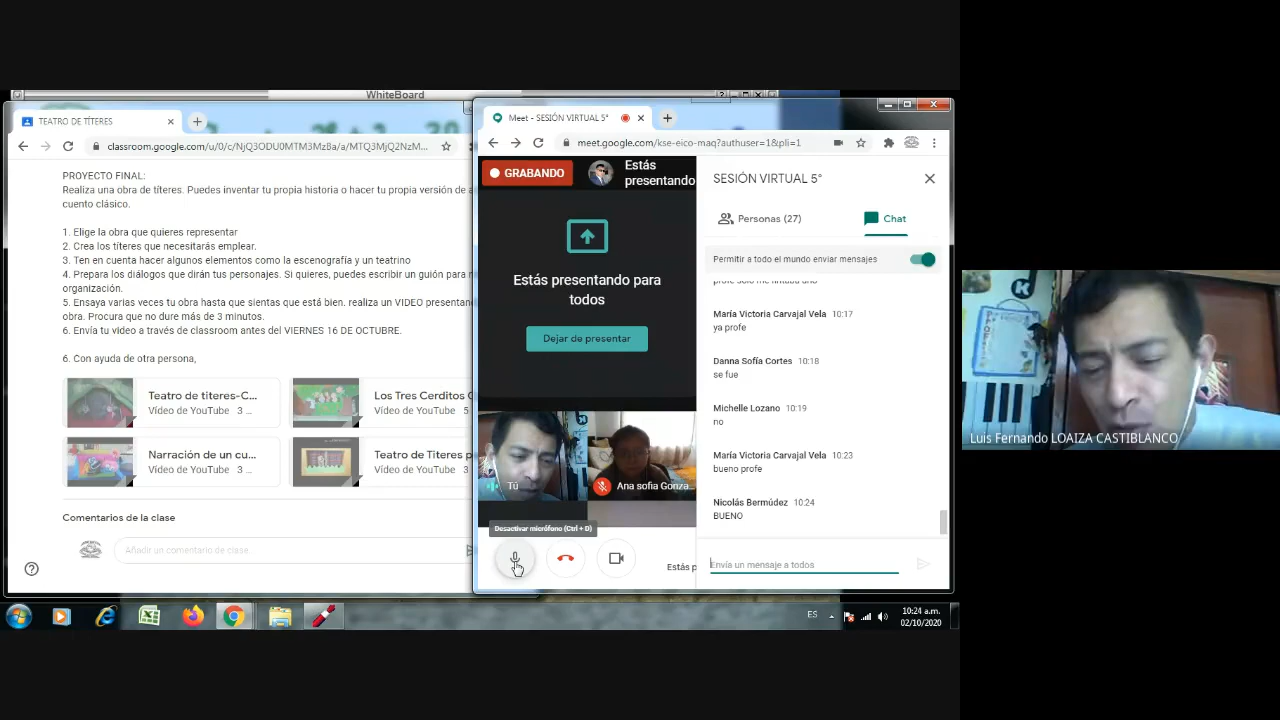 WhiteBoard
TEATRO DE TÍTERES
classroom.google.com/u/0/c/NjQ3ODU0MTM3MzBa/a/MTQ3MjQ2NzM...
PROYECTO FINAL:
Realiza una obra de títeres. Puedes inventar tu propia historia o hacer tu propia versión de
cuento clásico.
1. Elige la obra que quieres representar
2. Crea los títeres que necesitarás emplear.
3. Ten en cuenta hacer algunos elementos como la escenografía y un teatrino
4. Prepara los diálogos que dirán tus personajes. Si quieres, puedes escribir un guión para
organización.
5. Ensaya varias veces tu obra hasta que sientas que está bien. realiza un VIDEO presentan
obra. Procura que no dure más de 3 minutos.
6. Envía tu video a través de classroom antes del VIERNES 16 DE OCTUBRE.
6. Con ayuda de otra persona,
Teatro de títeres-C...
Vídeo de YouTube 3 ...
Los Tres Cerditos
Vídeo de YouTube 5
Narración de un cu...
Vídeo de YouTube 3 ...
Teatro de Titeres p
Vídeo de YouTube 4
Comentarios de la clase
Añadir un comentario de clase...
Meet - SESIÓN VIRTUAL 5°
meet.google.com/kse-eico-maq?authuser=1&pli=1
GRABANDO
Estás
presentando
Estás presentando para
todos
Dejar de presentar
Tú
Ana sofia Gonza...
Desactivar micrófono (Ctrl + D)
Estás p
SESIÓN VIRTUAL 5°
Personas (27)
Chat
Permitir a todo el mundo enviar mensajes
María Victoria Carvajal Vela 10:17
ya profe
Danna Sofía Cortes 10:18
se fue
Michelle Lozano 10:19
no
María Victoria Carvajal Vela 10:23
bueno profe
Nicolás Bermúdez 10:24
BUENO
Envía un mensaje a todos
ES
10:24 a.m.
02/10/2020
Luis Fernando LOAIZA CASTIBLANCO